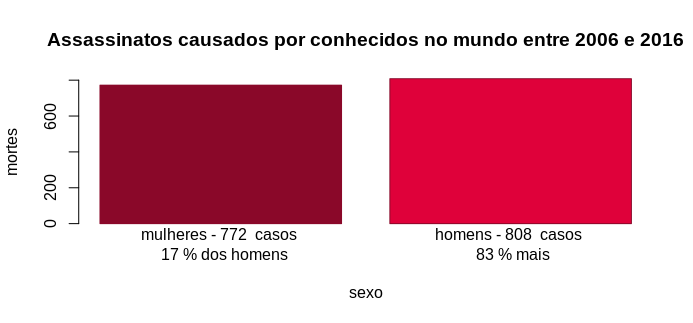 Assassinatos causados por conhecidos no mundo entre 2006 e 2016
mortes
600
200
0
mulheres - 772 casos
17 % dos homens
homens - 808 casos
83 % mais
sexo